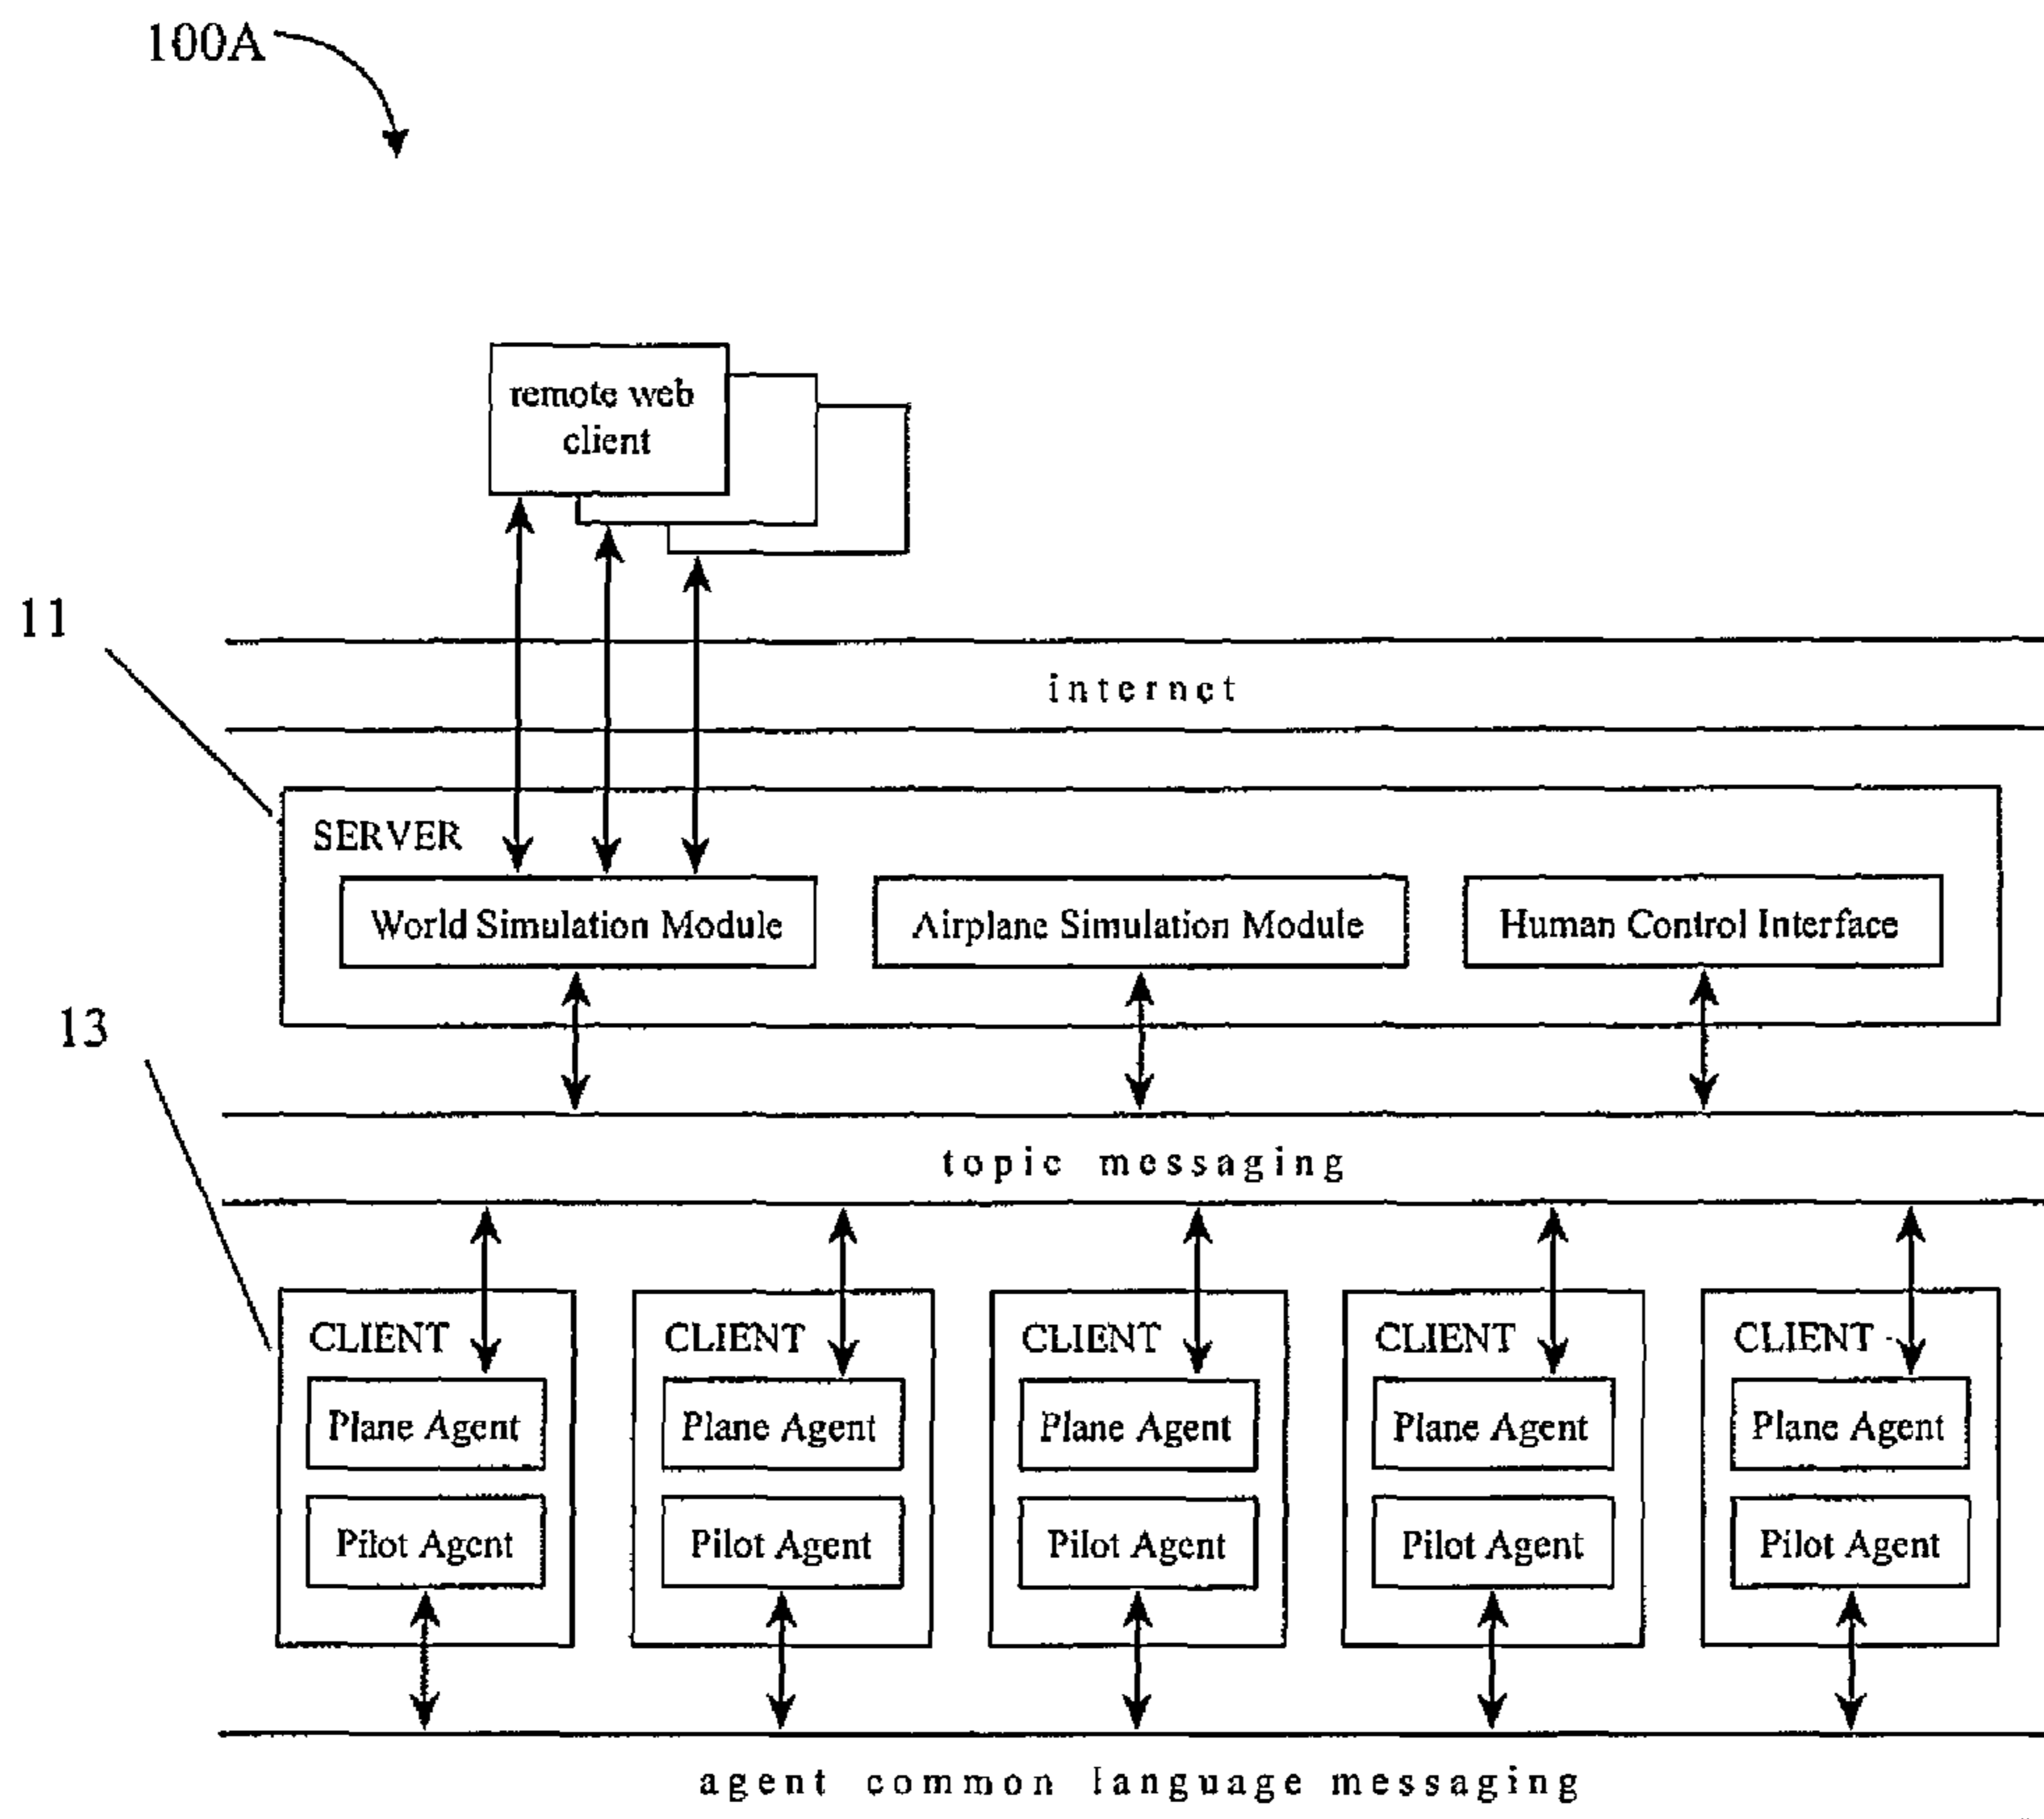 100A
remote web
client
11
internet
SERVER
World Simulation Module
Airplane Simulation Module
Human Control Interface
13
topic messaging
CLIENT
CLIENT
CLIENT
CLIENT
CLIENT
Plane Agent
Plane Agent
Plane Agent
Plane Agent
Plane Agent
Pilot Agent
Pilot Agent
Pilot Agent
Pilot Agent
Pilot Agent
agent common language messaging